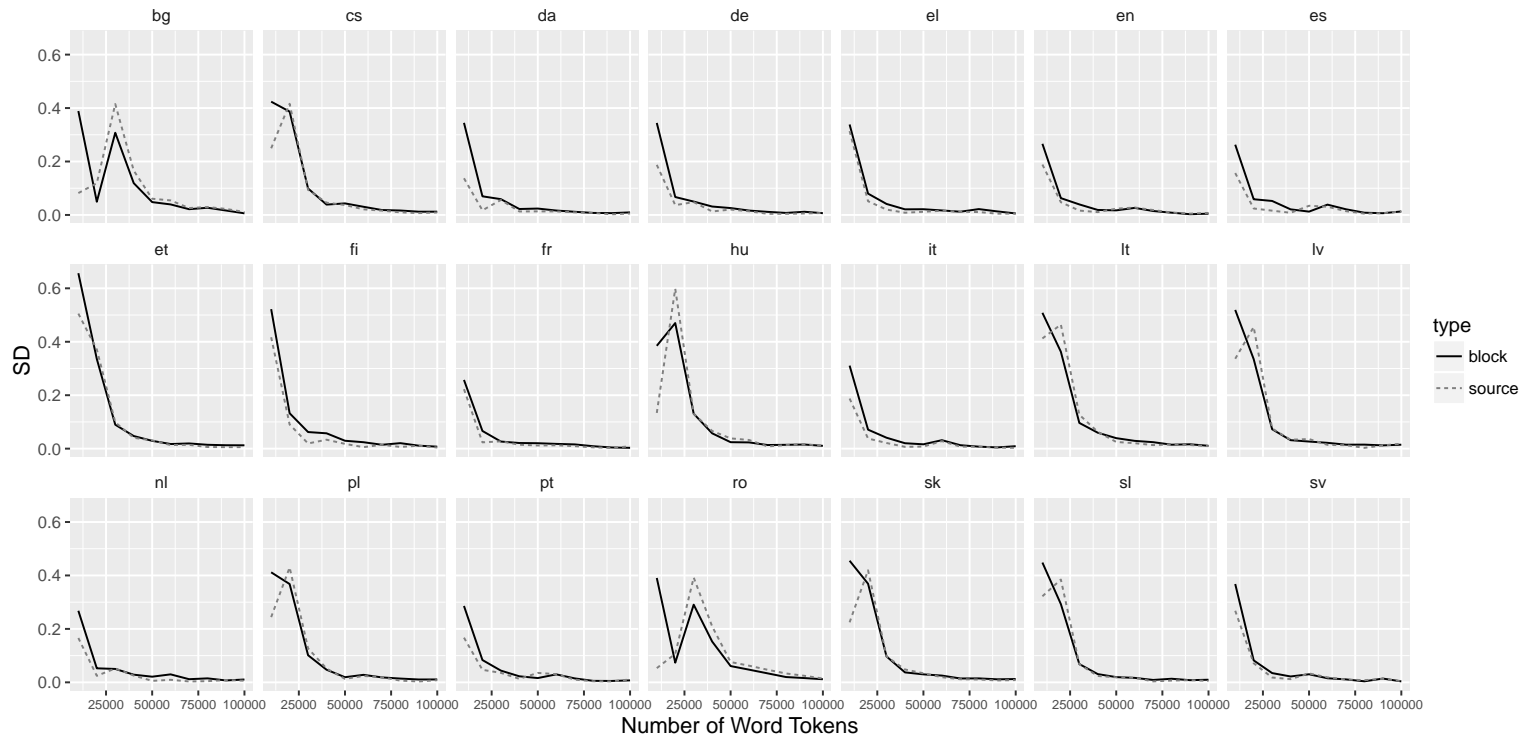 bg cs da de el en es
0.6
0.4
0.2
0.0
et fi fr hu it lt lv
0.6
0.4
0.2
0.0
nl pl pt ro sk sl sv
0.6
0.4
0.2
0.0
25000 50000 75000 100000 25000 50000 75000 100000 25000 50000 75000 100000 25000 50000 75000 100000 25000 50000 75000 100000 25000 50000 75000 100000 25000 50000 75000 100000
Number of Word Tokens
SD
type
block
source